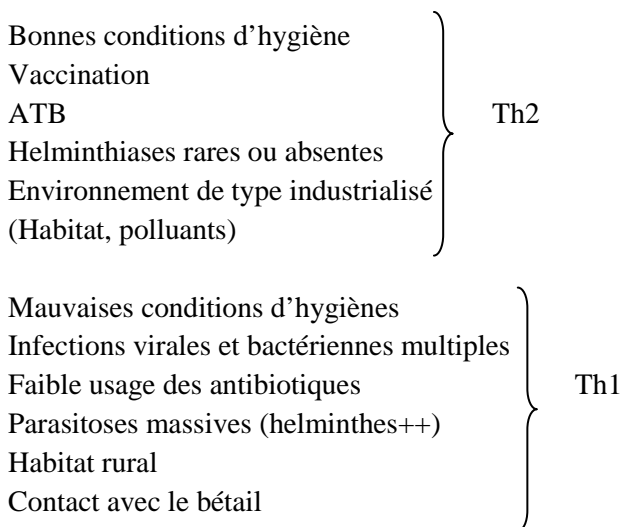 Bonnes conditions d’hygiène
Vaccination
ATB
Th2
Helminthiases rares ou absentes
Environnement de type industrialisé
(Habitat, polluants)
Mauvaises conditions d’hygiènes
Infections virales et bactériennes multiples
Faible usage des antibiotiques
Th1
Parasitoses massives (helminthes++)
Habitat rural
Contact avec le bétail